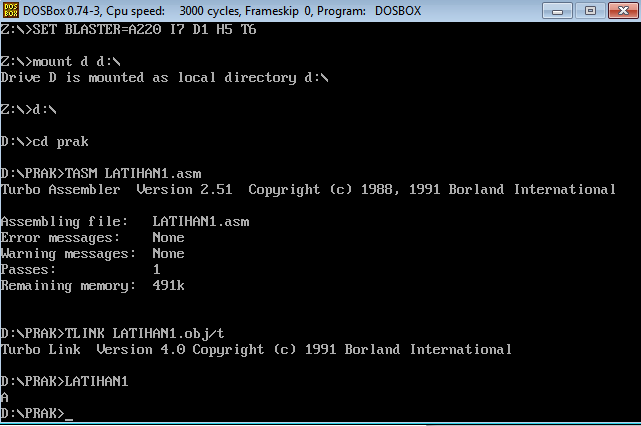 DOSBox 0.74-3, Cpu speed: 3000 cycles, Frameskip 0, Program: DOSBOX
Z:\>SET BLASTER=A220 I7 D1 H5 T6
Z:\>mount d d:\
Drive D is mounted as local directory d:\
Z:\>d:\
D:\>cd prak
D:\PRAK>TASM LATIHAN1.asm
Turbo Assembler  Version 2.51  Copyright (c) 1988, 1991 Borland International
Assembling file:   LATIHAN1.asm
Error messages:    None
Warning messages:  None
Passes:            1
Remaining memory:  491k
D:\PRAK>TLINK LATIHAN1.obj/t
Turbo Link  Version 4.0 Copyright (c) 1991 Borland International
D:\PRAK>LATIHAN1
A
D:\PRAK>_